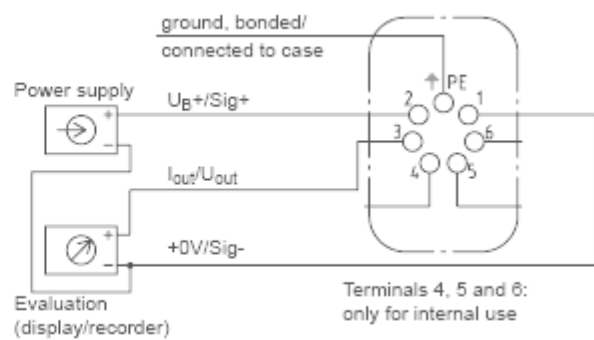 ground, bonded/
connected to case
Power supply
UB+/Sig+
PE
2
1
3
6
4
5
+
−
Iout/Uout
+
−
+0V/Sig-
Evaluation
(display/recorder)
Terminals 4, 5 and 6:
only for internal use